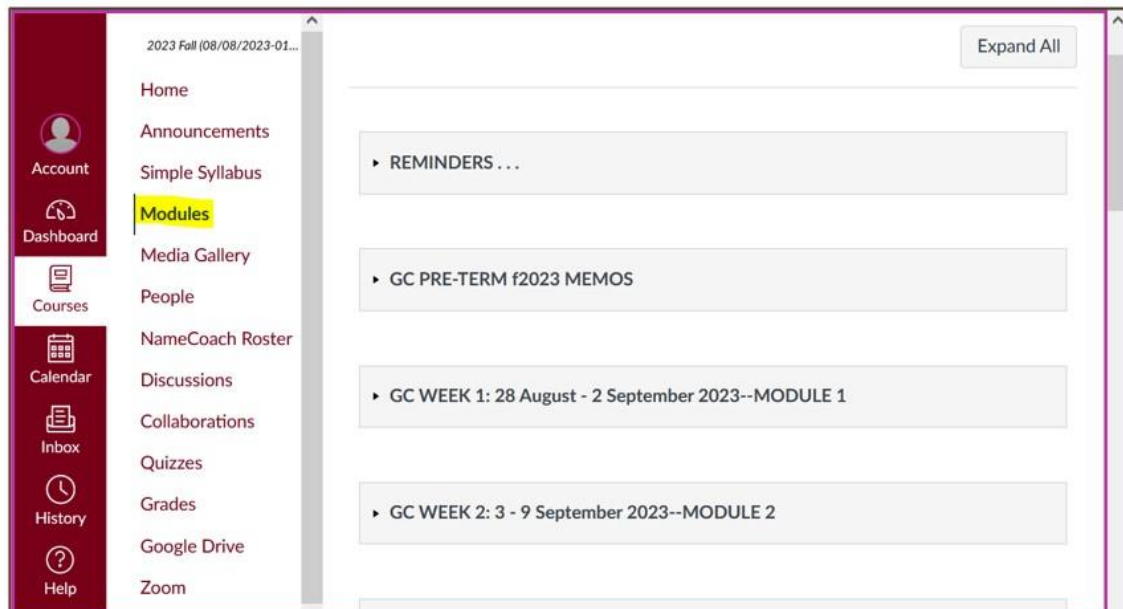 Account
Dashboard
Courses
Calendar
Inbox
History
Help
2023 Fall (08/08/2023-01...
Home
Announcements
Simple Syllabus
Modules
Media Gallery
People
NameCoach Roster
Discussions
Collaborations
Quizzes
Grades
Google Drive
Zoom
Expand All
REMINDERS . . .
GC PRE-TERM f2023 MEMOS
GC WEEK 1: 28 August - 2 September 2023--MODULE 1
GC WEEK 2: 3 - 9 September 2023--MODULE 2